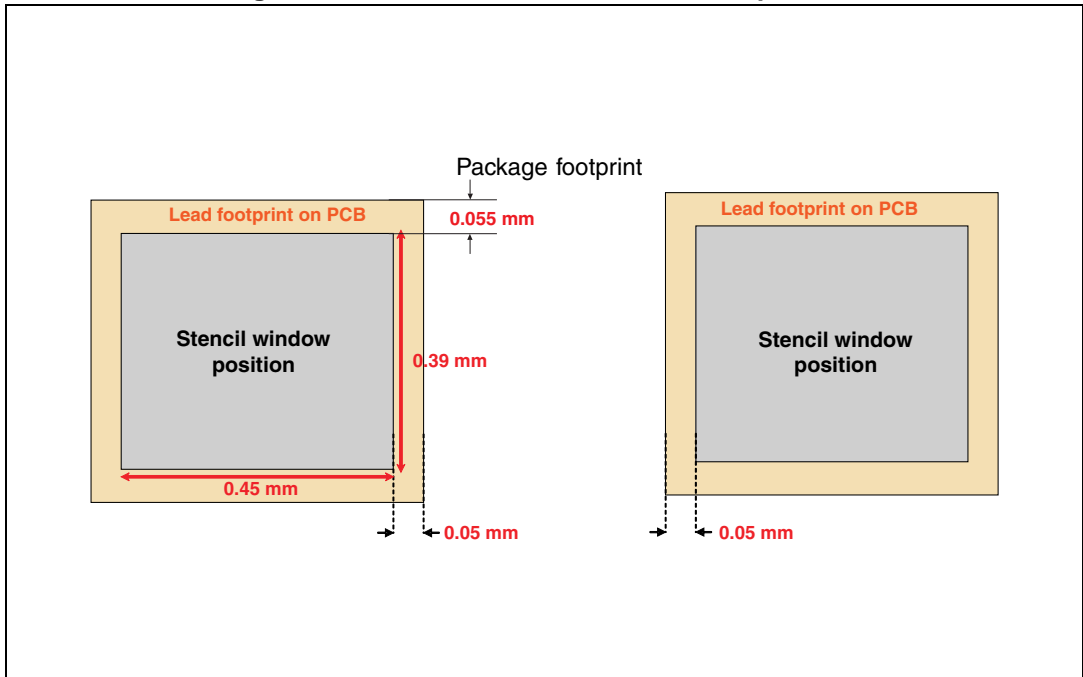 Package footprint
Lead footprint on PCB
0.055 mm
Lead footprint on PCB
Stencil window
position
0.39 mm
Stencil window
position
0.45 mm
0.05 mm
0.05 mm